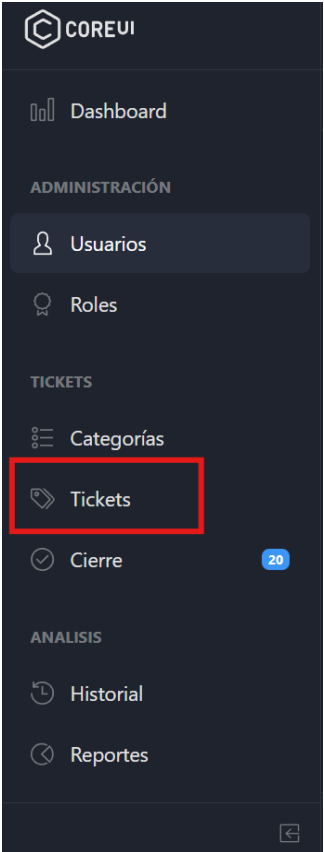 COREUI
Dashboard
ADMINISTRACIÓN
Usuarios
Roles
TICKETS
Categorías
Tickets
Cierre 20
ANALISIS
Historial
Reportes